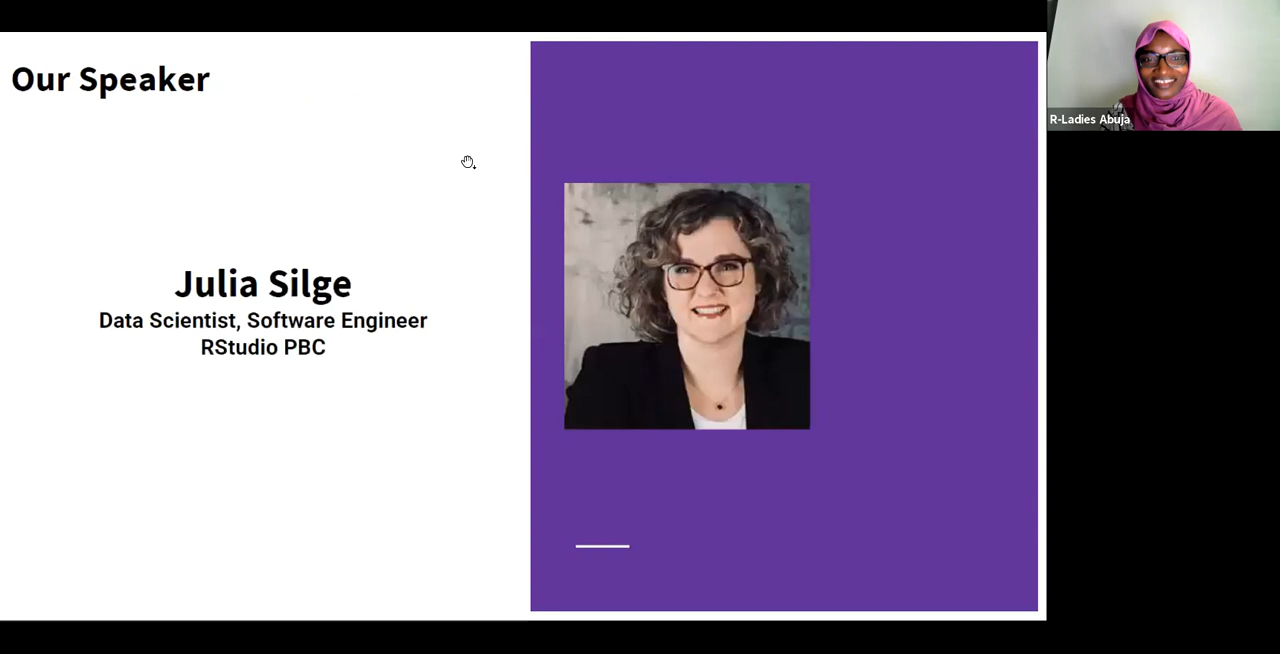 Our Speaker
Julia Silge
Data Scientist, Software Engineer
RStudio PBC
R-Ladies Abuja